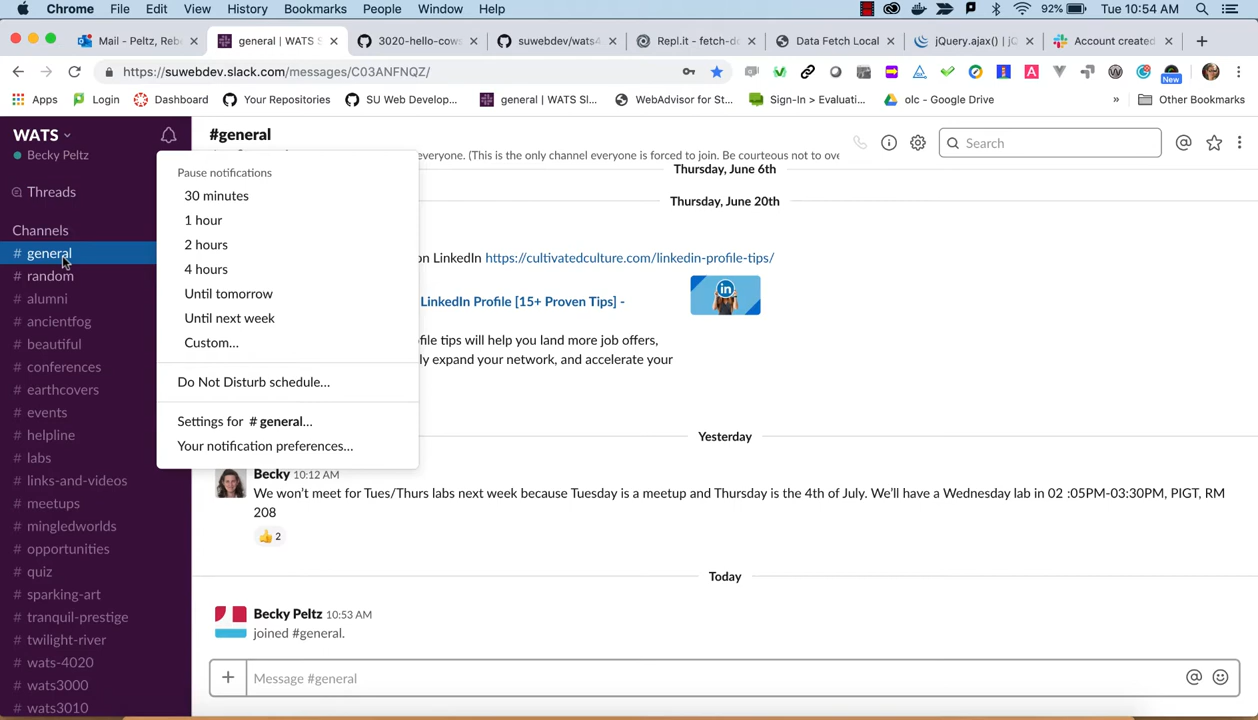 Chrome File Edit View History Bookmarks People Window Help 92% Tue 10:54 AM
Mail - Peltz, Rebe general | WATS S 3020-hello-cows suwebdev/wats4 Repl.it - fetch-de Data Fetch Local jQuery.ajax() | jQ Account created
https://suwebdev.slack.com/messages/C03ANFNQZ/
New
Apps Login Dashboard Your Repositories SU Web Develop... general | WATS Sl... WebAdvisor for St... Sign-In > Evaluati... olc - Google Drive » Other Bookmarks
WATS
Becky Peltz
Threads
Channels
# general
# random
# alumni
# ancientfog
# beautiful
# conferences
# earthcovers
# events
# helpline
# labs
# links-and-videos
# meetups
# mingledworlds
# opportunities
# quiz
# sparking-art
# tranquil-prestige
# twilight-river
# wats-4020
# wats3000
# wats3010
Pause notifications
30 minutes
1 hour
2 hours
4 hours
Until tomorrow
Until next week
Custom...
Do Not Disturb schedule...
Settings for # general...
Your notification preferences...
#general
everyone. (This is the only channel everyone is forced to join. Be courteous not to ove
Search
Thursday, June 6th
Thursday, June 20th
on LinkedIn https://cultivatedculture.com/linkedin-profile-tips/
LinkedIn Profile [15+ Proven Tips] -
in
file tips will help you land more job offers,
ly expand your network, and accelerate your
Yesterday
Becky 10:12 AM
We won't meet for Tues/Thurs labs next week because Tuesday is a meetup and Thursday is the 4th of July. We'll have a Wednesday lab in 02 :05PM-03:30PM, PIGT, RM
208
2
Today
Becky Peltz 10:53 AM
joined #general.
Message #general